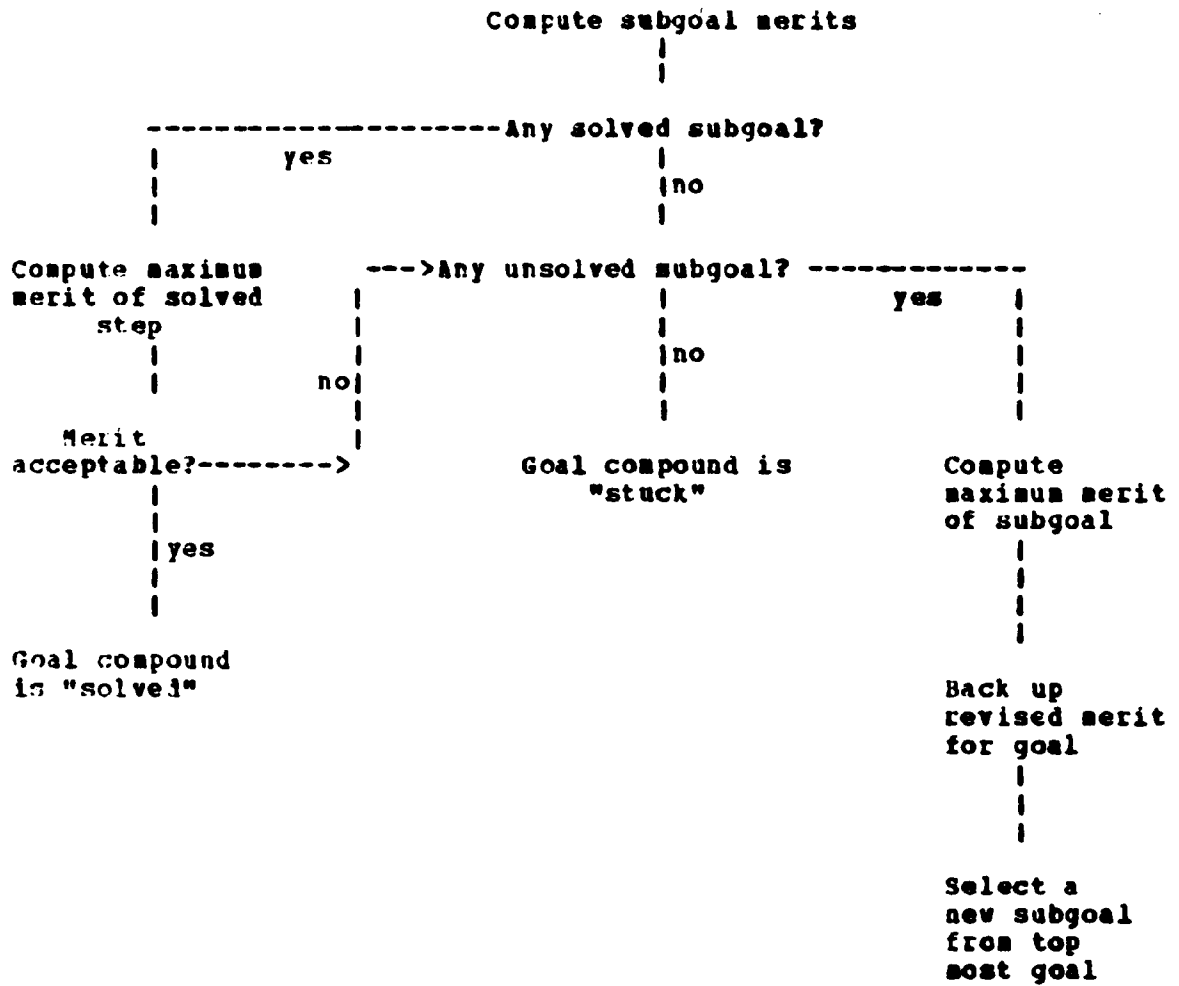 Compute subgoal merits
Any solved subgoal?
yes
no
Compute maximum
merit of solved
step
--->Any unsolved subgoal?
yes
no
no
Merit
acceptable?-------->
Goal compound is
"stuck"
Compute
maximum merit
of subgoal
yes
Goal compound
is "solved"
Back up
revised merit
for goal
Select a
new subgoal
from top
most goal